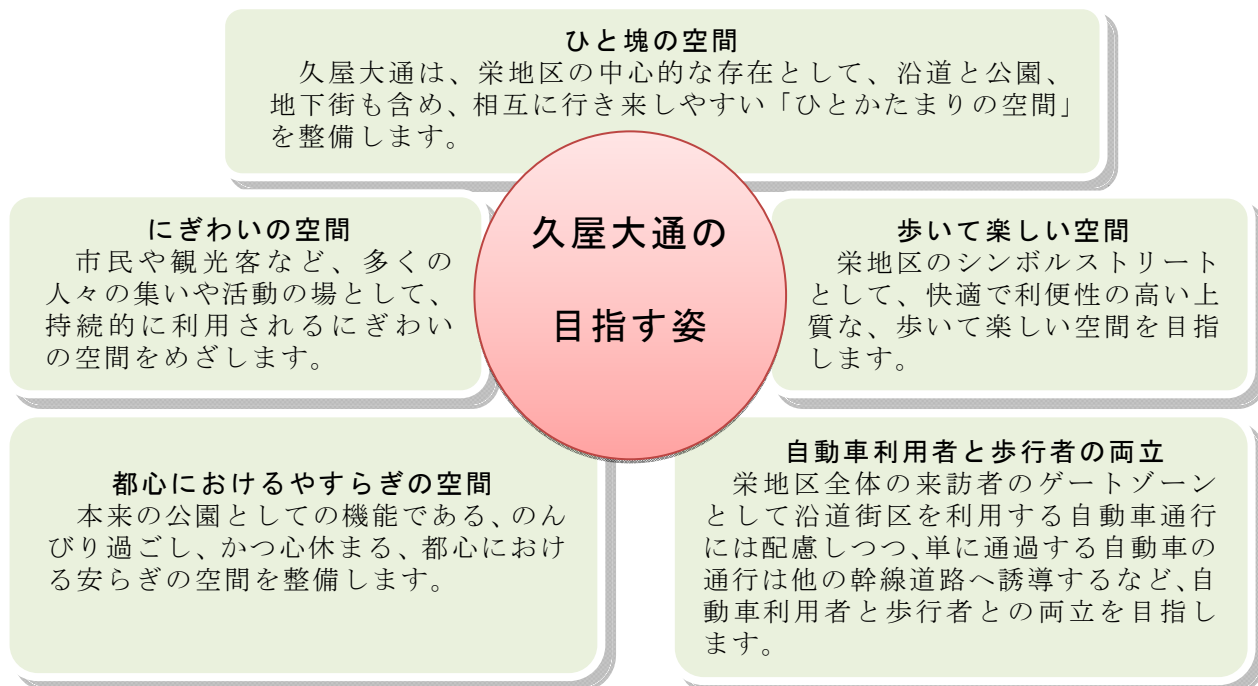 ひと塊の空間
久屋大通は、栄地区の中心的な存在として、沿道と公園、
地下街も含め、相互に行き来しやすい「ひとかたまりの空間」
を整備します。
久屋大通の
目指す姿
にぎわいの空間
市民や観光客など、多くの
人々の集いや活動の場として、
持続的に利用されるにぎわい
の空間をめざします。
歩いて楽しい空間
栄地区のシンボルストリート
として、快適で利便性の高い上
質な、歩いて楽しい空間を目指
します。
都心におけるやすらぎの空間
本来の公園としての機能である、のん
びり過ごし、かつ心休まる、都心におけ
る安らぎの空間を整備します。
自動車利用者と歩行者の両立
栄地区全体の来訪者のゲートゾーン
として沿道街区を利用する自動車通行
には配慮しつつ、単に通過する自動車の
通行は他の幹線道路へ誘導するなど、自
動車利用者と歩行者との両立を目指し
ます。